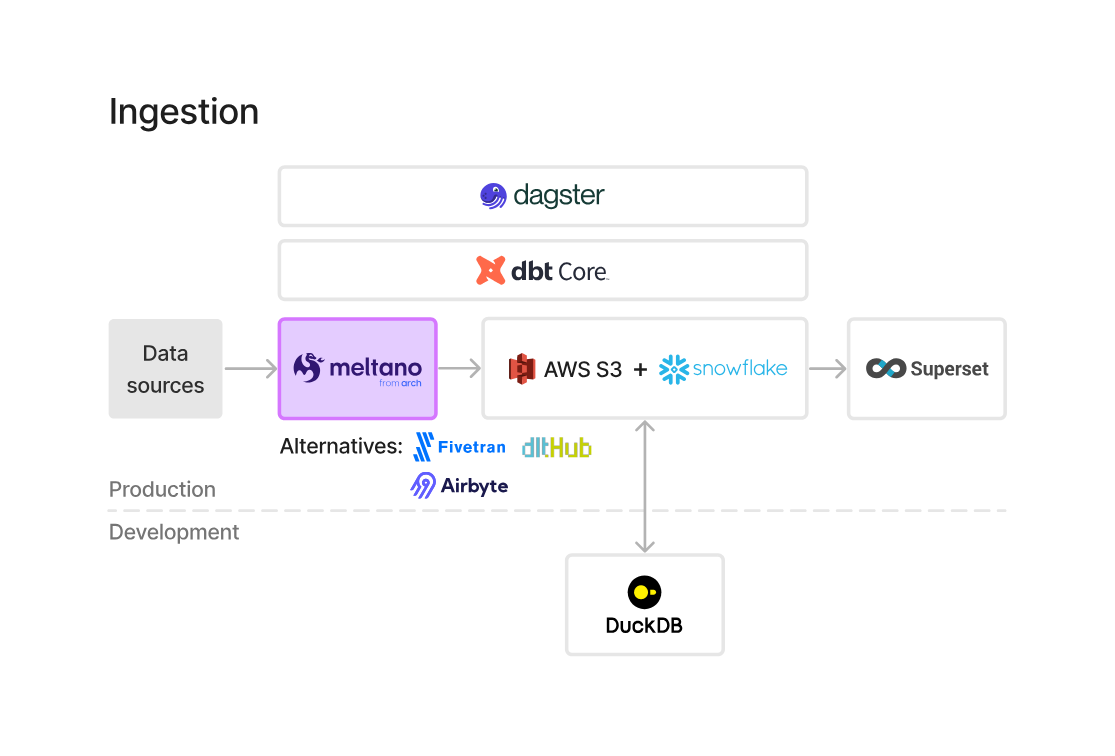 Ingestion
dagster
dbt Core
Data
sources
meltano
from arch
AWS S3 + snowflake
Superset
Alternatives: Fivetran dltHub
Airbyte
Production
Development
DuckDB